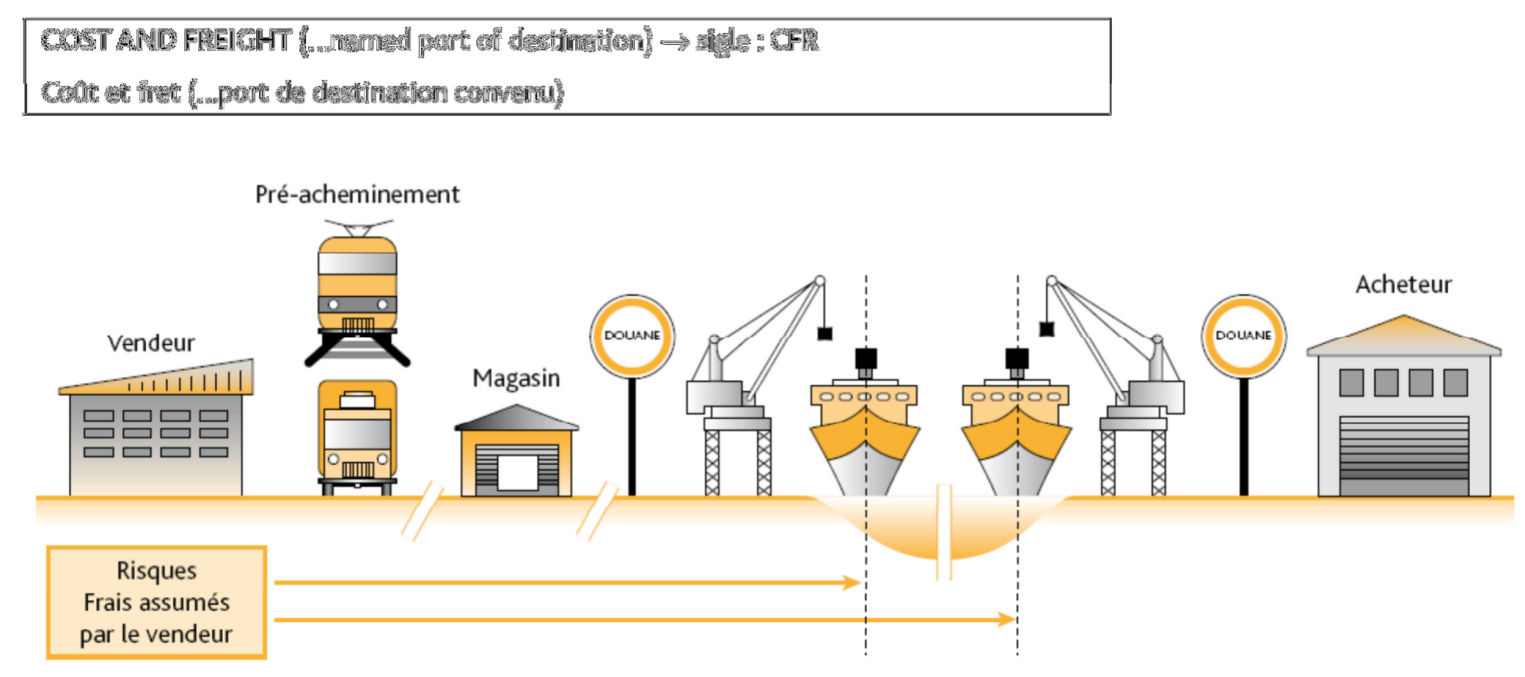 COST AND FREIGHT (...named port of destination) → sigle : CFR
Coût et fret (...port de destination convenu)
Pré-acheminement
Vendeur
Magasin
DOUANE
DOUANE
Acheteur
Risques
Frais assumés
par le vendeur